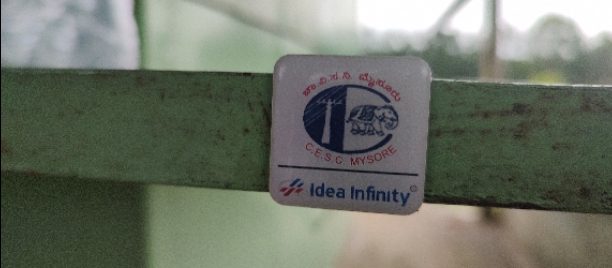 ಚಾ.ವಿ.ಸ.ನಿ. ಮೈಸೂರು
C.E.S.C. MYSORE
Idea Infinity